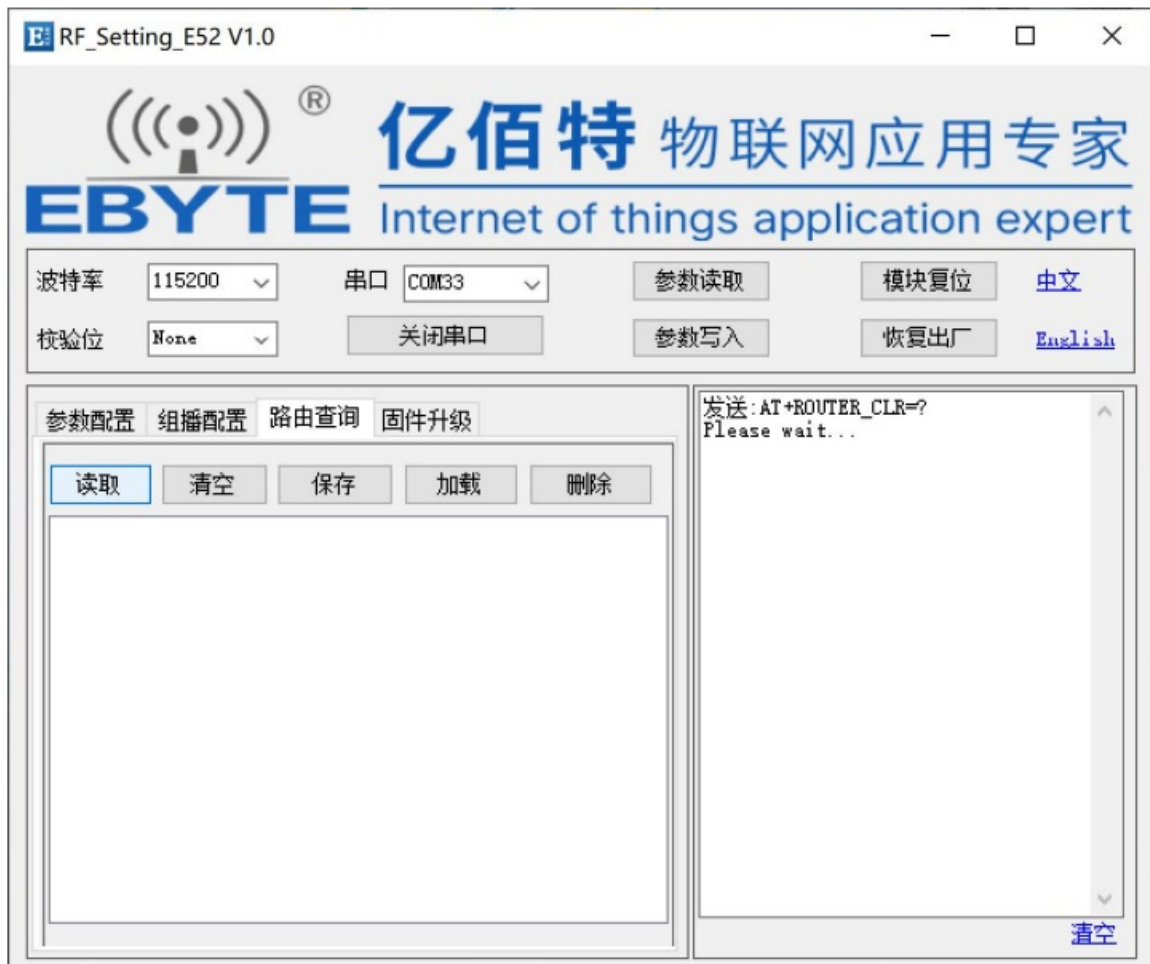 RF_Setting_E52 V1.0
®
EBYTE
亿佰特 物联网应用专家
Internet of things application expert
波特率 115200 串口 COM33 参数读取 模块复位 中文
校验位 None 关闭串口 参数写入 恢复出厂 English
参数配置 组播配置 路由查询 固件升级
读取 清空 保存 加载 删除
发送:AT+ROUTER_CLR=?
Please wait...
清空